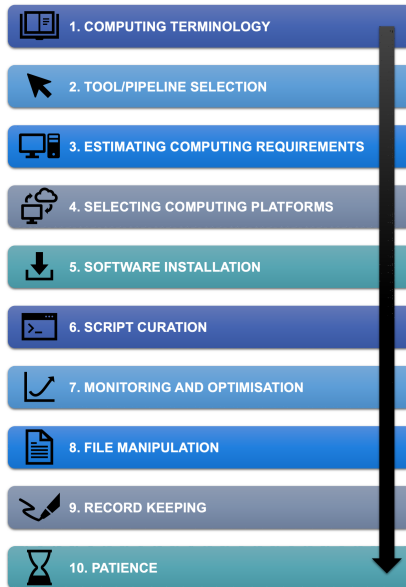 1. COMPUTING TERMINOLOGY
2. TOOL/PIPELINE SELECTION
3. ESTIMATING COMPUTING REQUIREMENTS
4. SELECTING COMPUTING PLATFORMS
5. SOFTWARE INSTALLATION
6. SCRIPT CURATION
7. MONITORING AND OPTIMISATION
8. FILE MANIPULATION
9. RECORD KEEPING
10. PATIENCE